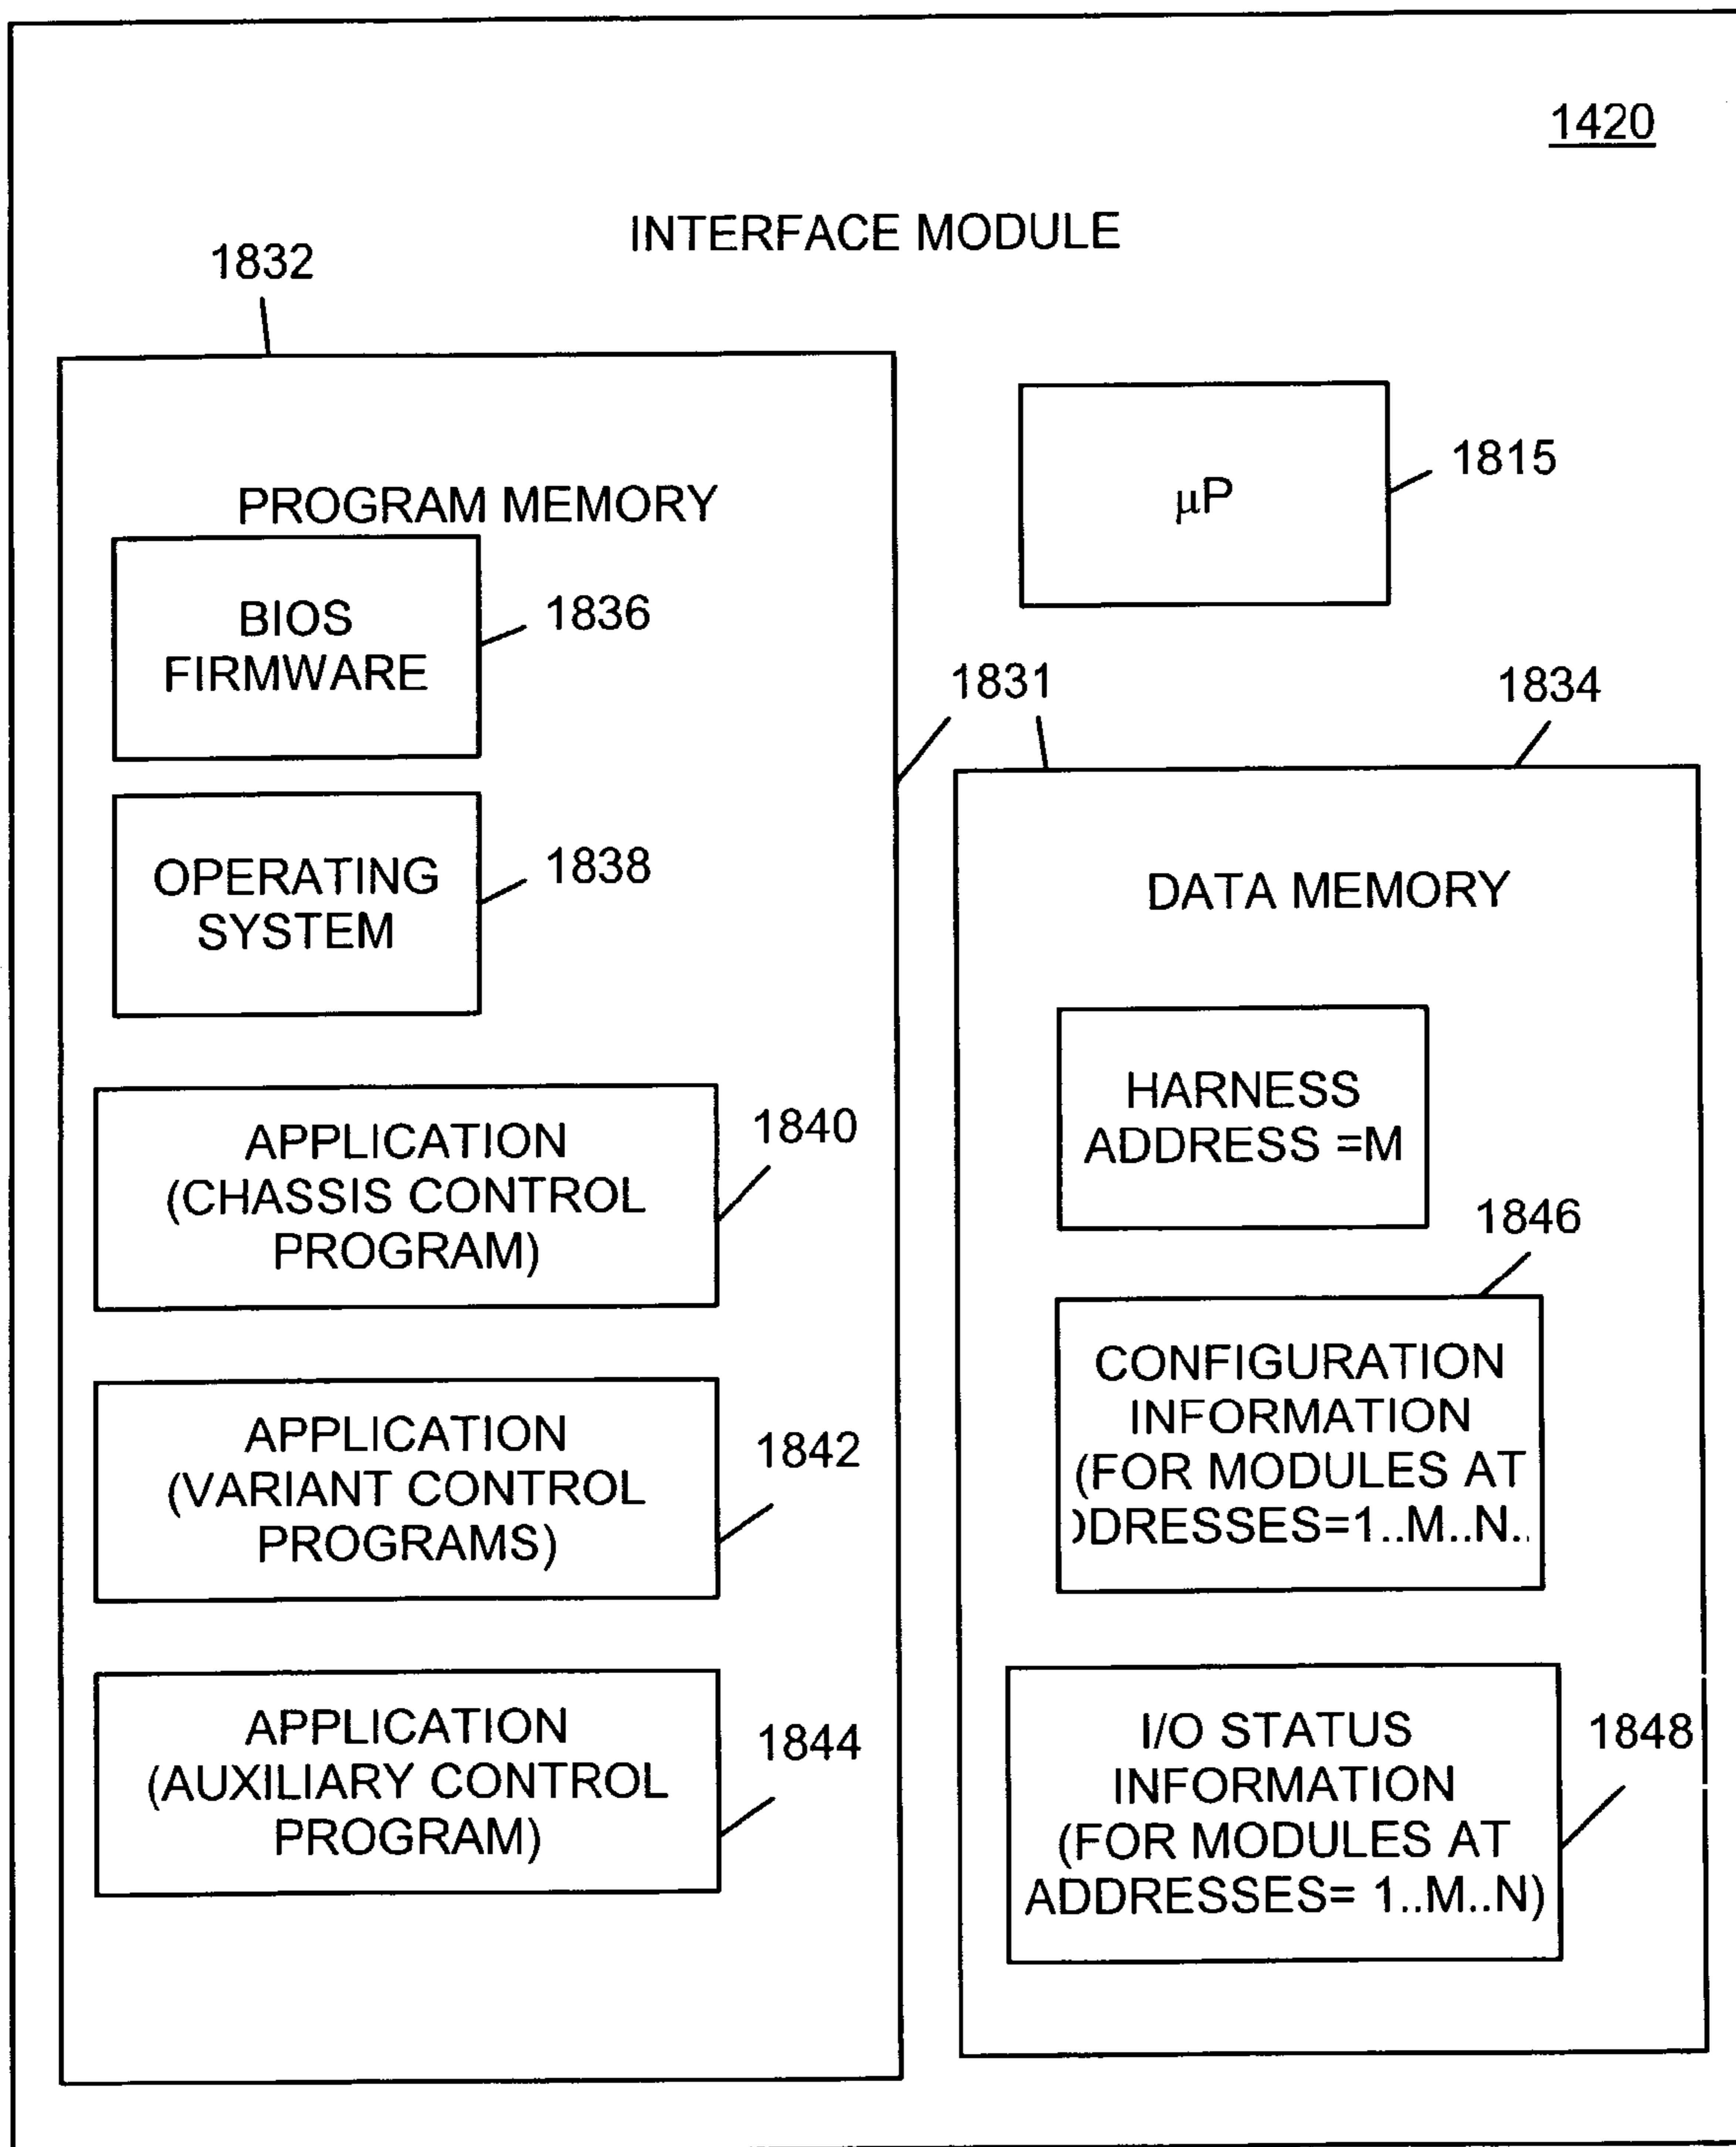 1420
INTERFACE MODULE
1832
PROGRAM MEMORY
BIOS
FIRMWARE
1836
OPERATING
SYSTEM
1838
APPLICATION
(CHASSIS CONTROL
PROGRAM)
1840
APPLICATION
(VARIANT CONTROL
PROGRAMS)
1842
APPLICATION
(AUXILIARY CONTROL
PROGRAM)
1844
µP
1815
1831
1834
DATA MEMORY
HARNESS
ADDRESS =M
1846
CONFIGURATION
INFORMATION
(FOR MODULES AT
)DRESSES=1..M..N..
I/O STATUS
INFORMATION
(FOR MODULES AT
ADDRESSES= 1..M..N)
1848